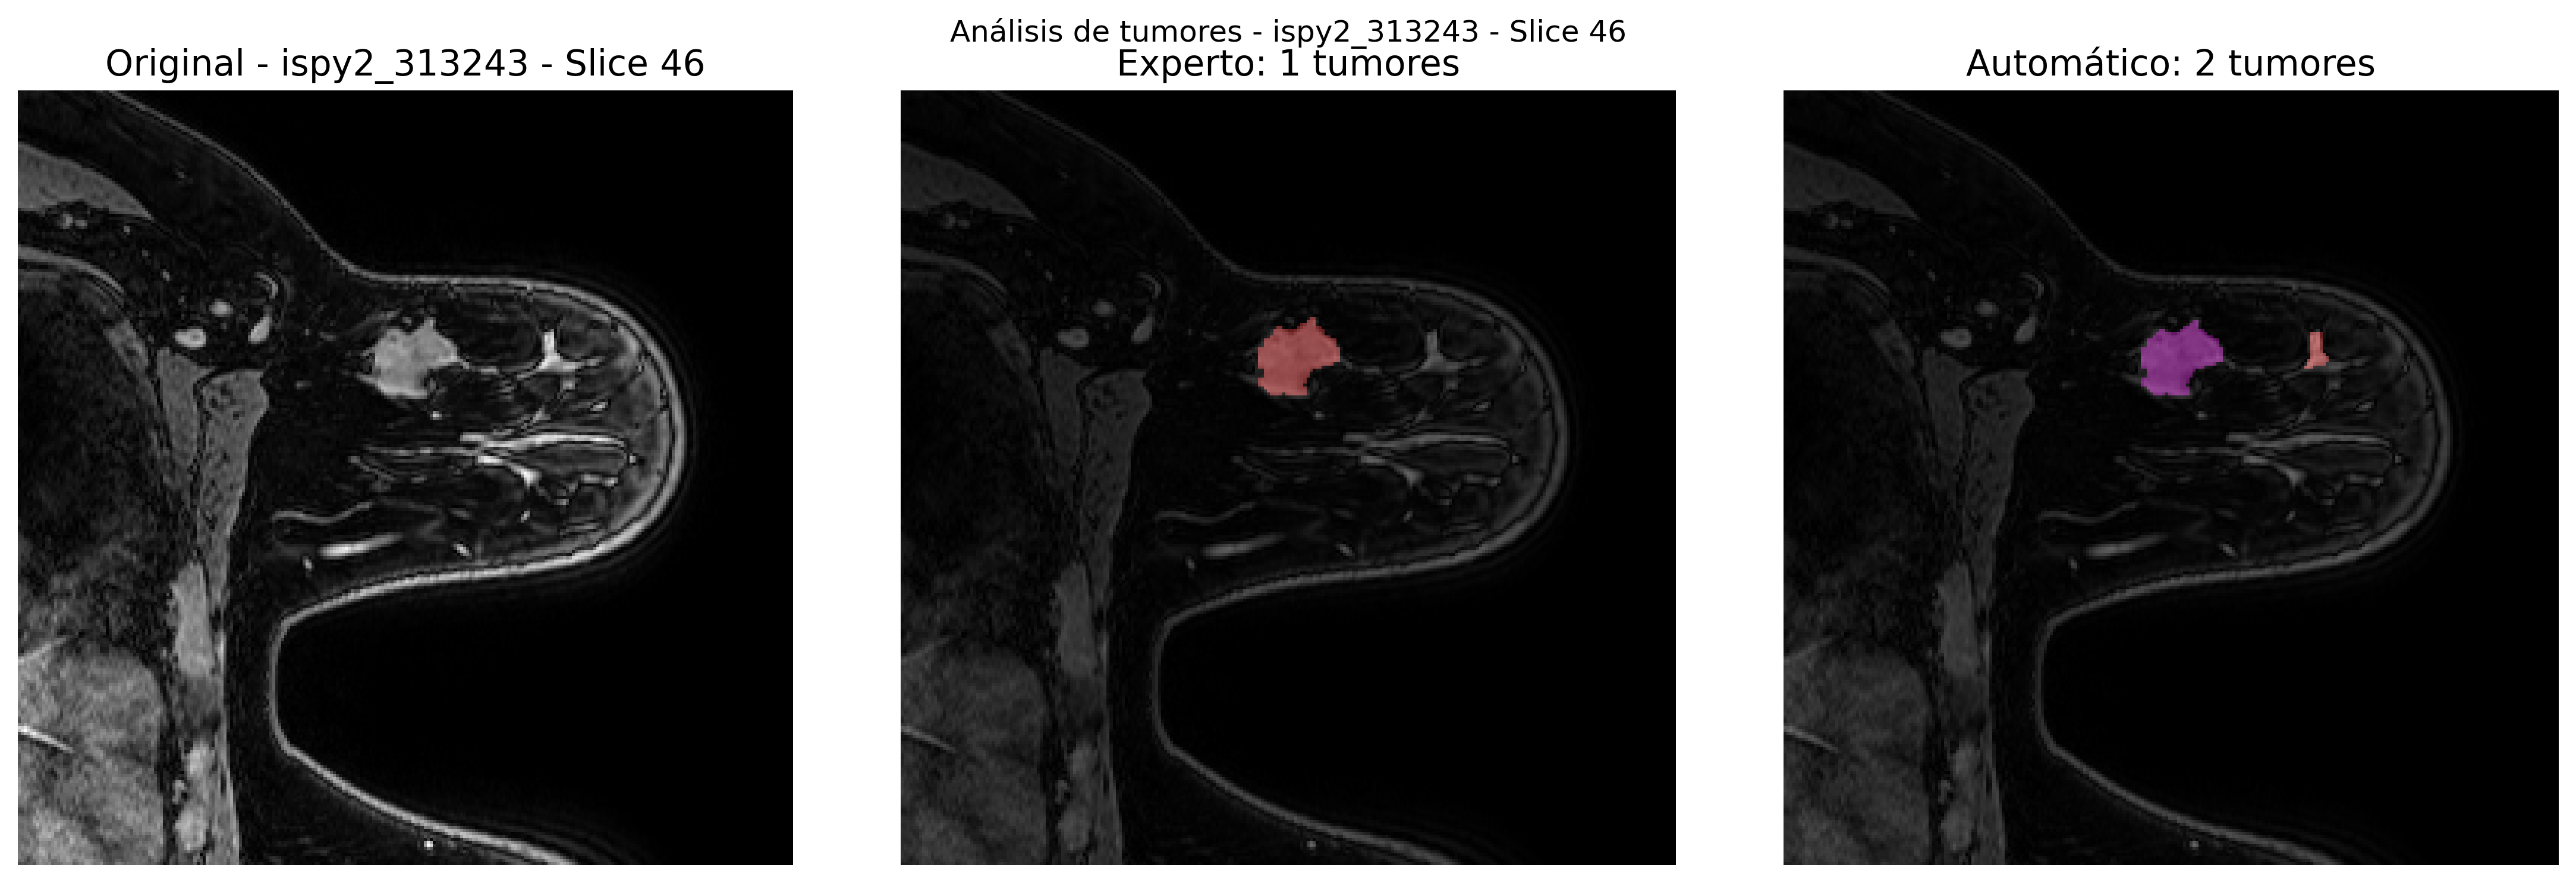 Análisis de tumores - ispy2_313243 - Slice 46
Original - ispy2_313243 - Slice 46
Experto: 1 tumores
Automático: 2 tumores